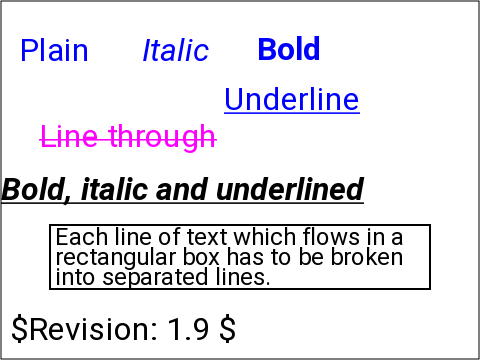 Plain Italic Bold
Underline
Line through
Bold, italic and underlined
Each line of text which flows in a
rectangular box has to be broken
into separated lines.
$Revision: 1.9 $